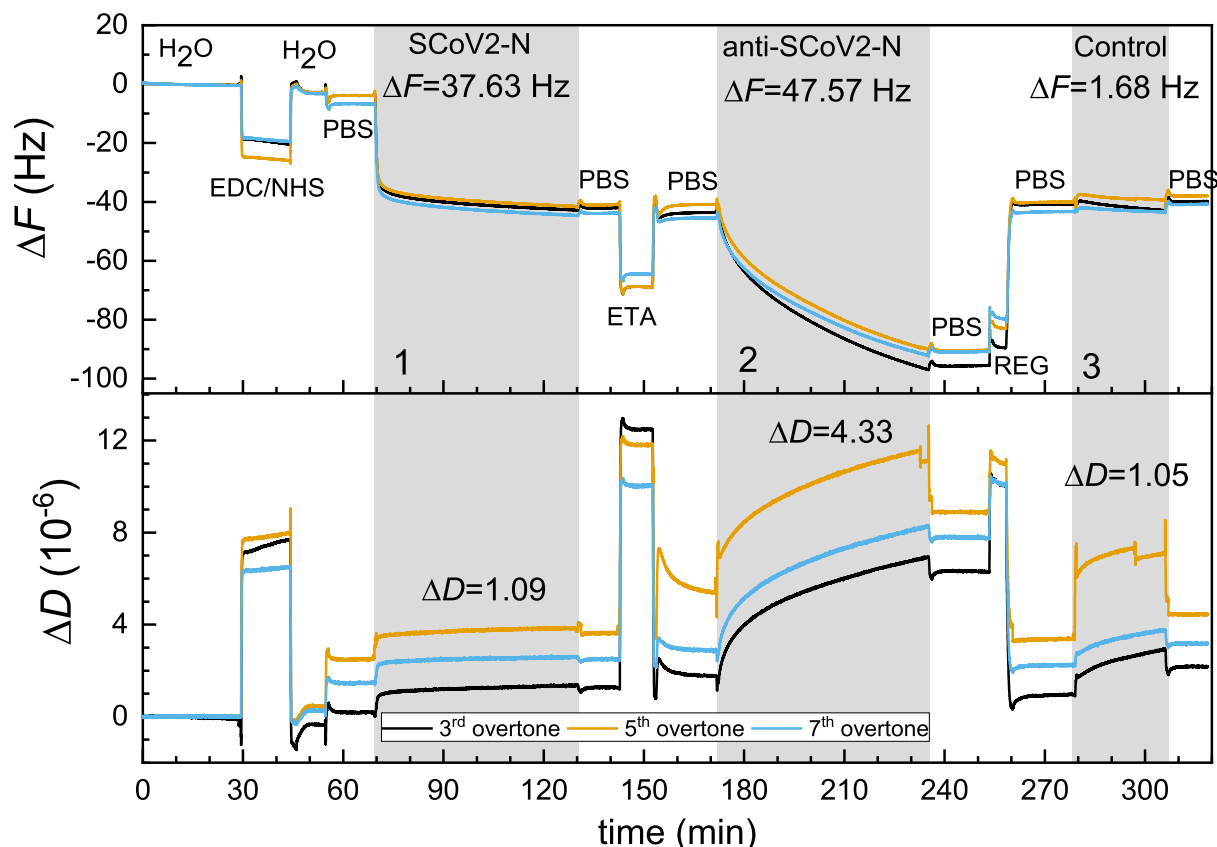 20
0
-20
-40
-60
-80
-100
ΔF (Hz)
H2O
H2O
EDC/NHS
PBS
SCoV2-N
ΔF=37.63 Hz
1
PBS
ETA
PBS
anti-SCoV2-N
ΔF=47.57 Hz
2
PBS
REG
PBS
Control
ΔF=1.68 Hz
3
PBS
12
8
4
0
ΔD (10-6)
ΔD=1.09
ΔD=4.33
ΔD=1.05
3rd overtone 5th overtone 7th overtone
0 30 60 90 120 150 180 210 240 270 300
time (min)